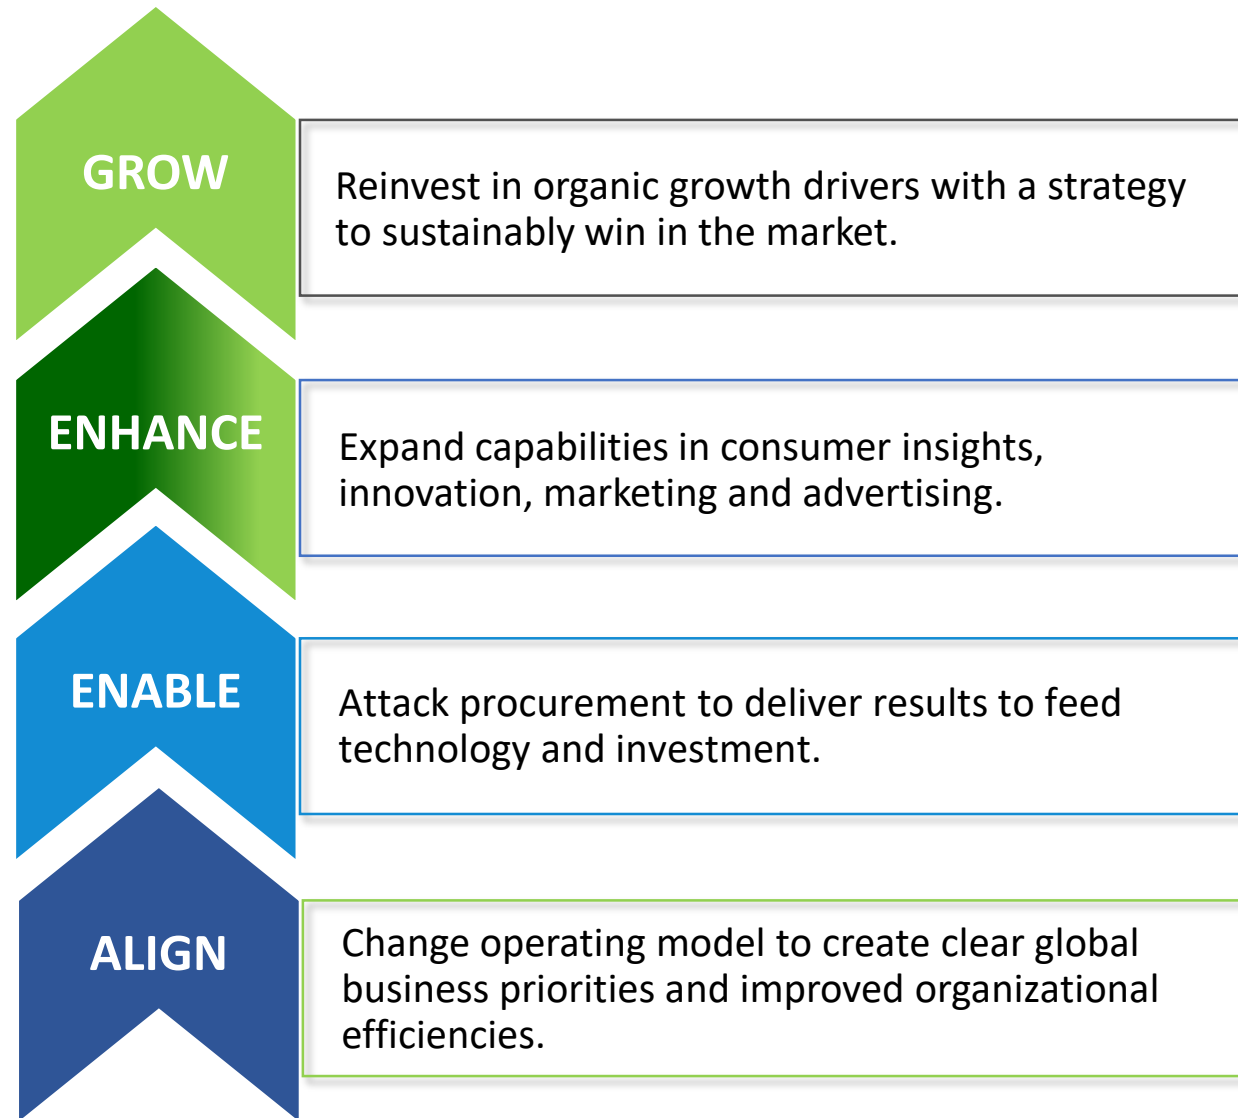 GROW
Reinvest in organic growth drivers with a strategy
to sustainably win in the market.
ENHANCE
Expand capabilities in consumer insights,
innovation, marketing and advertising.
ENABLE
Attack procurement to deliver results to feed
technology and investment.
ALIGN
Change operating model to create clear global
business priorities and improved organizational
efficiencies.